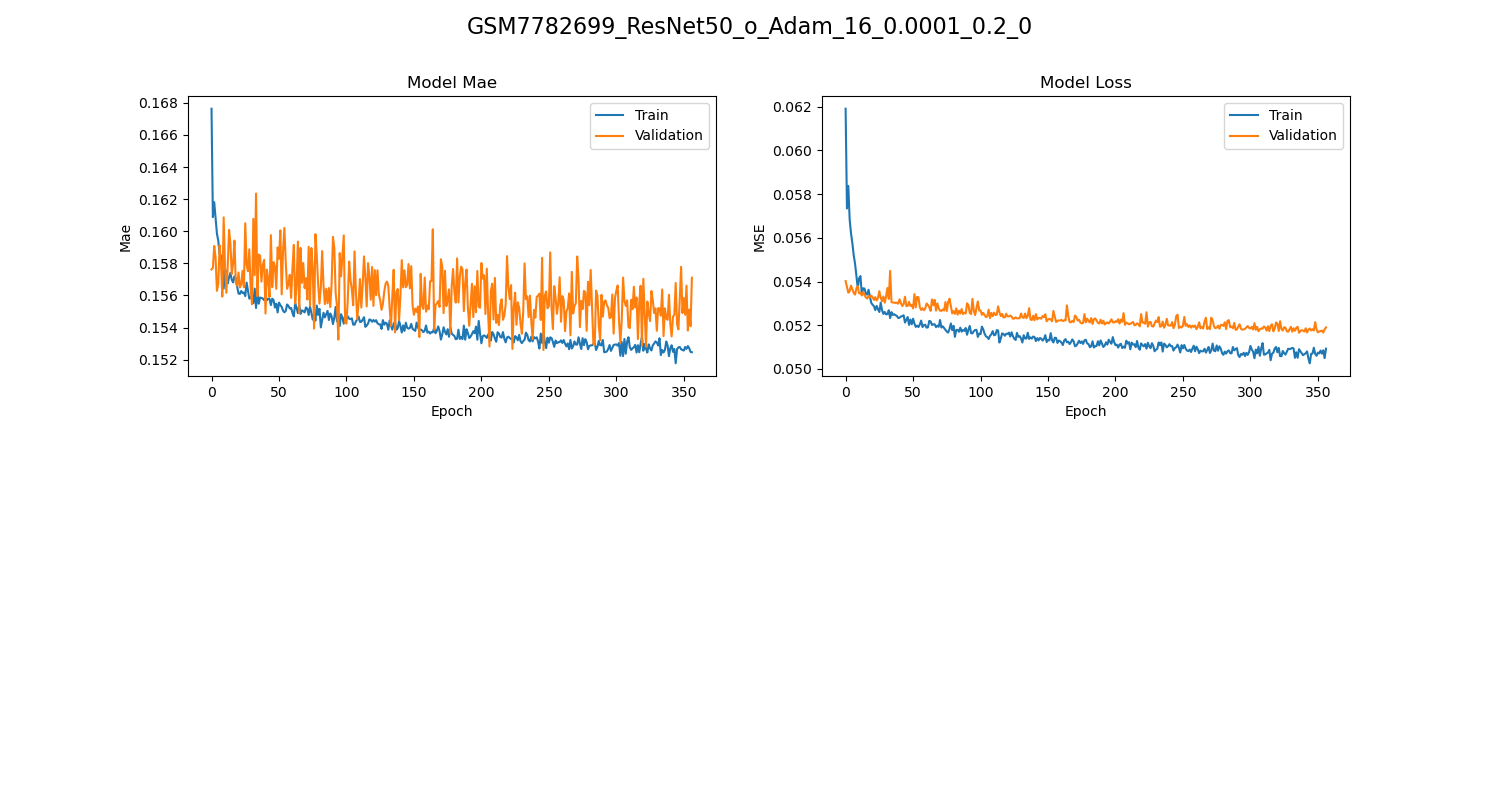 GSM7782699_ResNet50_o_Adam_16_0.0001_0.2_0
Model Mae
0.168
0.166
0.164
0.162
0.160
0.158
0.156
0.154
0.152
Mae
Train
Validation
0 50 100 150 200 250 300 350
Epoch
Model Loss
0.062
0.060
0.058
0.056
0.054
0.052
0.050
MSE
Train
Validation
0 50 100 150 200 250 300 350
Epoch